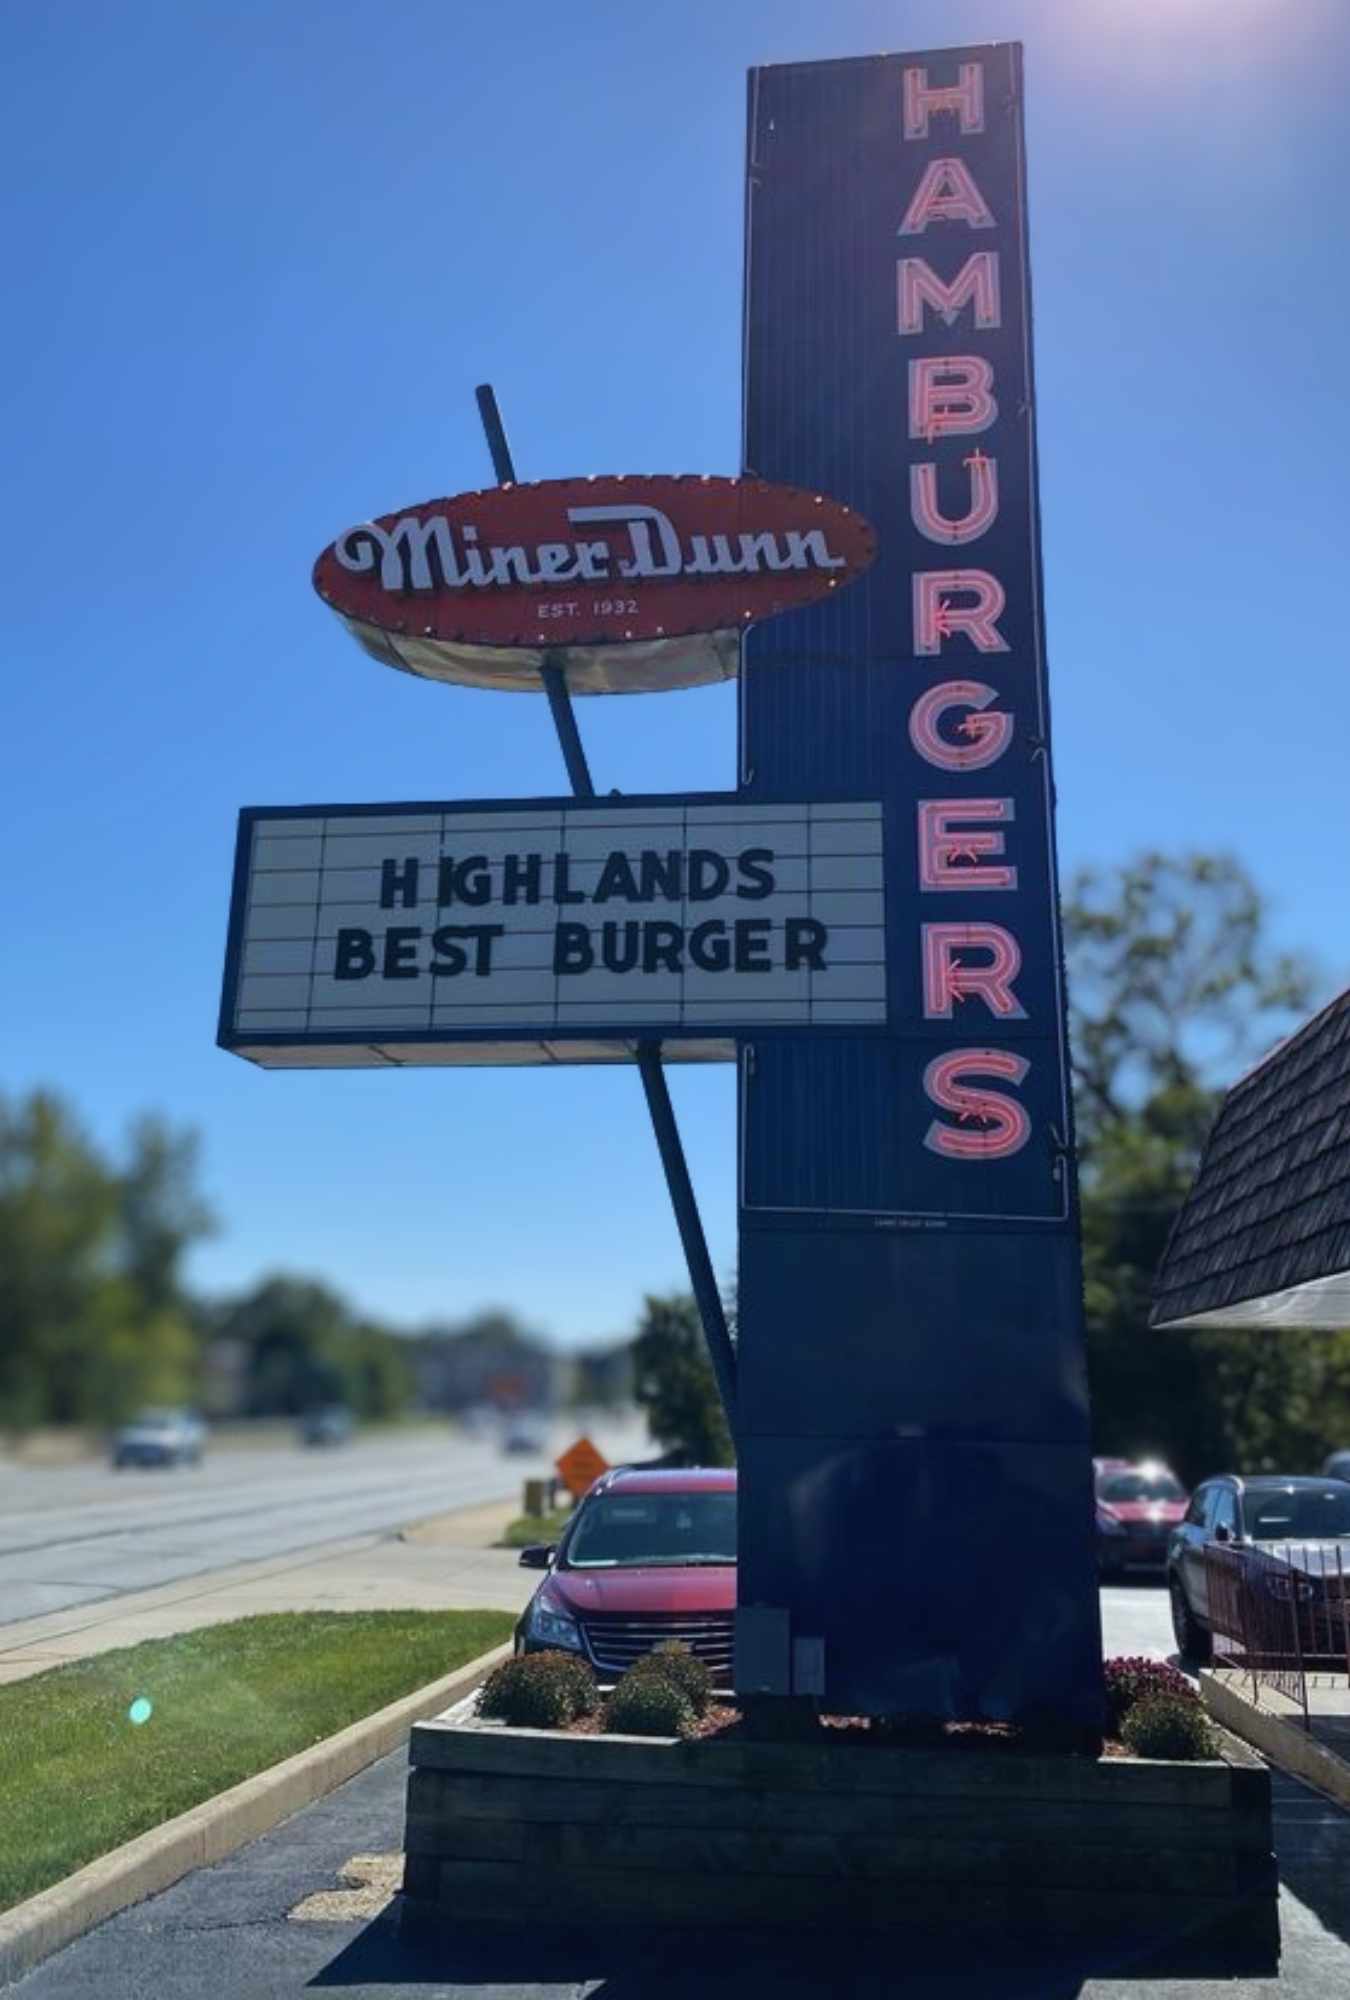 HAMBURGERS
Miner Dunn
EST. 1932
HIGHLANDS
BEST BURGER